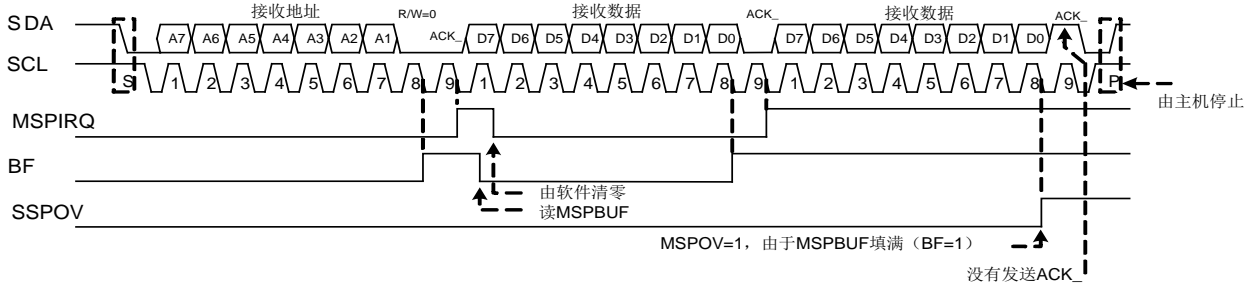 接收地址 R/W=0 接收数据 ACK_ 接收数据 ACK_
SDA A7 A6 A5 A4 A3 A2 A1 ACK_ D7 D6 D5 D4 D3 D2 D1 D0 D7 D6 D5 D4 D3 D2 D1 D0
SCL S 1 2 3 4 5 6 7 8 9 1 2 3 4 5 6 7 8 9 1 2 3 4 5 6 7 8 9 P
由主机停止
MSPIRQ
BF
由软件清零
读MSPBUF
SSPOV
MSPOV=1，由于MSPBUF填满（BF=1）
没有发送ACK_